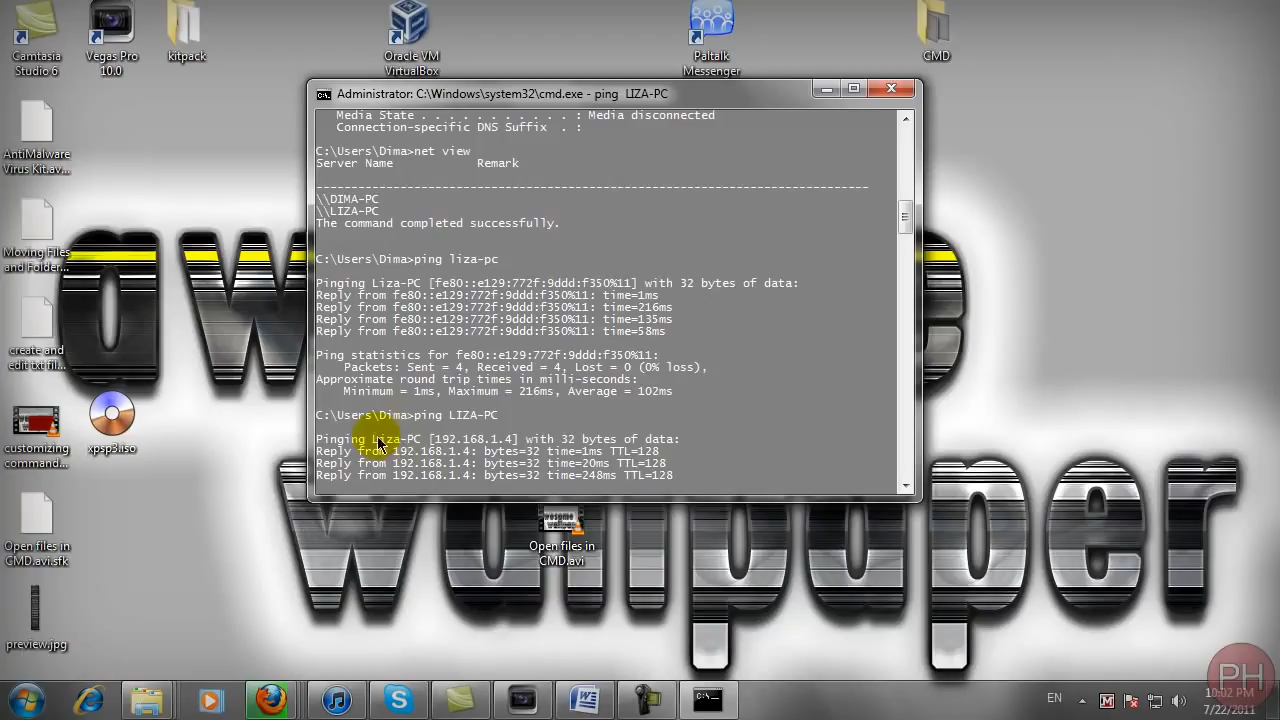 Camtasia
Studio 6
Vegas Pro
10.0
kitpack
Oracle VM
VirtualBox
Paltalk
Messenger
CMD
Administrator: C:\Windows\system32\cmd.exe - ping  LIZA-PC
Media State . . . . . . . . . . . : Media disconnected
Connection-specific DNS Suffix  . :
C:\Users\Dima>net view
Server Name            Remark
-------------------------------------------------------------------------------
\\DIMA-PC
\\LIZA-PC
The command completed successfully.
C:\Users\Dima>ping liza-pc
Pinging Liza-PC [fe80::e129:772f:9ddd:f350%11] with 32 bytes of data:
Reply from fe80::e129:772f:9ddd:f350%11: time=1ms
Reply from fe80::e129:772f:9ddd:f350%11: time=216ms
Reply from fe80::e129:772f:9ddd:f350%11: time=135ms
Reply from fe80::e129:772f:9ddd:f350%11: time=58ms
Ping statistics for fe80::e129:772f:9ddd:f350%11:
Packets: Sent = 4, Received = 4, Lost = 0 (0% loss),
Approximate round trip times in milli-seconds:
Minimum = 1ms, Maximum = 216ms, Average = 102ms
C:\Users\Dima>ping LIZA-PC
Pinging Liza-PC [192.168.1.4] with 32 bytes of data:
Reply from 192.168.1.4: bytes=32 time=1ms TTL=128
Reply from 192.168.1.4: bytes=32 time=20ms TTL=128
Reply from 192.168.1.4: bytes=32 time=248ms TTL=128
AntiMalware
Virus Kit.av...
Moving Files
and Folder...
create and
edit txt fil...
customizing
command...
xpsp3.iso
Open files in
CMD.avi.sfk
Open files in
CMD.avi
preview.jpg
wallpaper
EN
PH
10:02 PM
7/22/2011